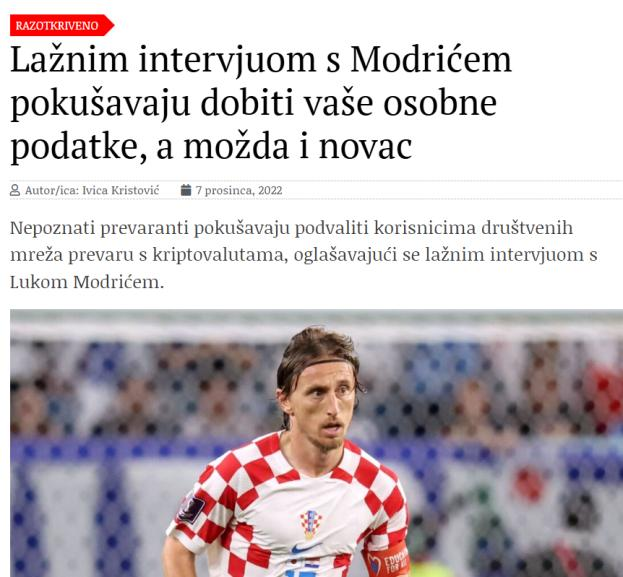 RAZOTKRIVENO
Lažnim intervjuom s Modrićem
pokušavaju dobiti vaše osobne
podatke, a možda i novac
Autor/ica: Ivica Kristović 7 prosinca, 2022
Nepoznati prevaranti pokušavaju podvaliti korisnicima društvenih
mreža prevaru s kriptovalutama, oglašavajući se lažnim intervjuom s
Lukom Modrićem.